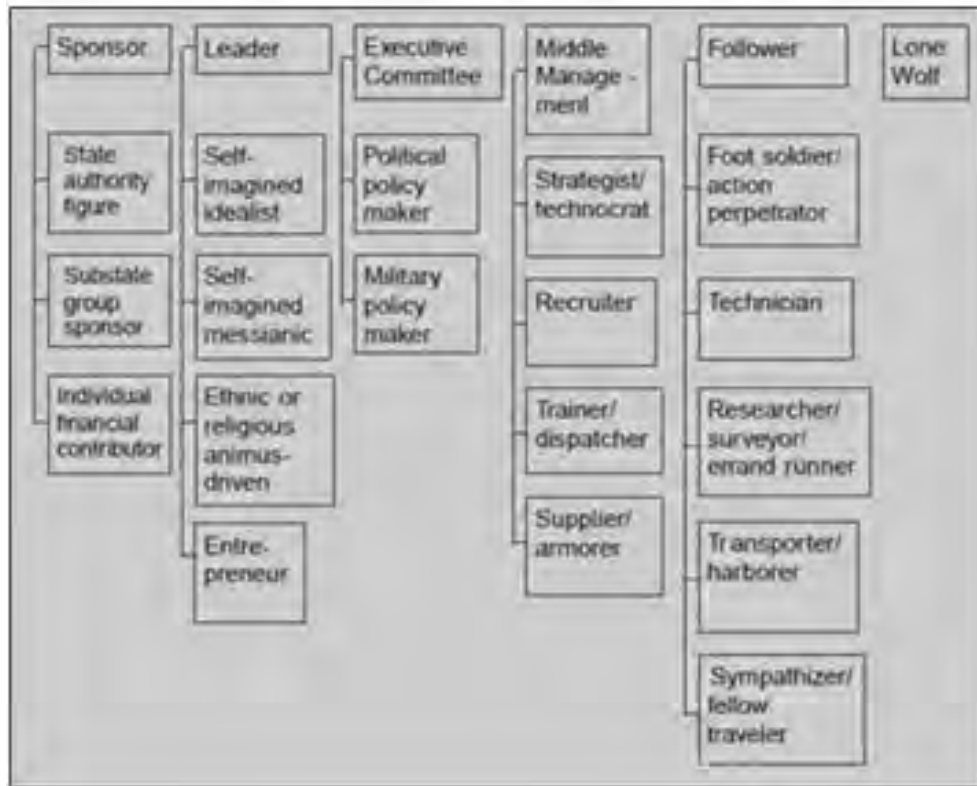 Sponsor
State
authority
figure
Substate
group
sponsor
Individual
financial
contributor
Leader
Self-
imagined
idealist
Self-
imagined
messianic
Ethnic or
religious
animus-
driven
Entre-
preneur
Executive
Committee
Political
policy
maker
Military
policy
maker
Middle
Manage -
ment
Strategist/
technocrat
Recruiter
Trainer/
dispatcher
Supplier/
armorer
Follower
Foot soldier/
action
perpetrator
Technician
Researcher/
surveyor/
errand runner
Transporter/
harborer
Sympathizer/
fellow
traveler
Lone
Wolf